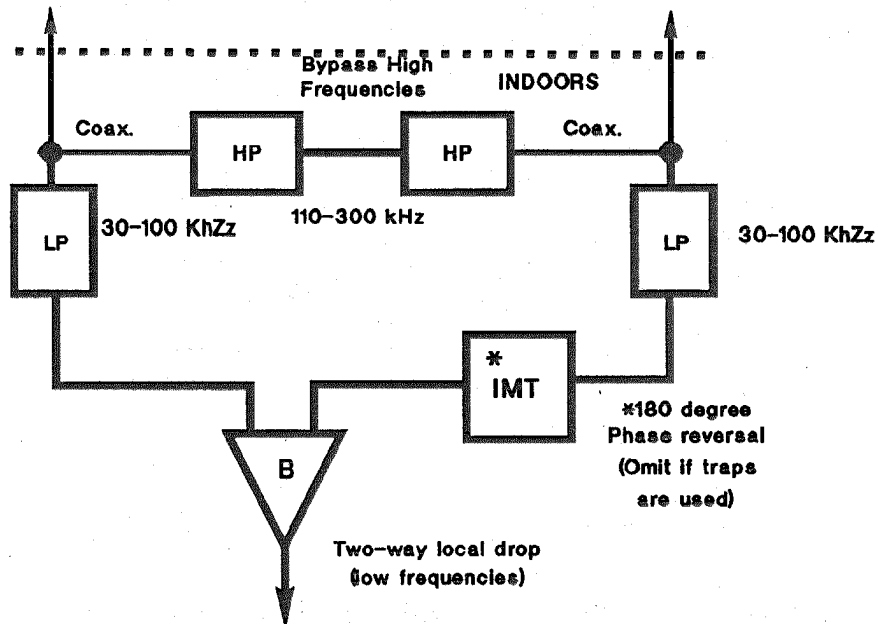 Bypass High
Frequencies
INDOORS
Coax.
HP
HP
Coax.
110-300 kHz
LP
30-100 KhZz
LP
30-100 KhZz
*
IMT
*180 degree
Phase reversal
(Omit if traps
are used)
B
Two-way local drop
(low frequencies)